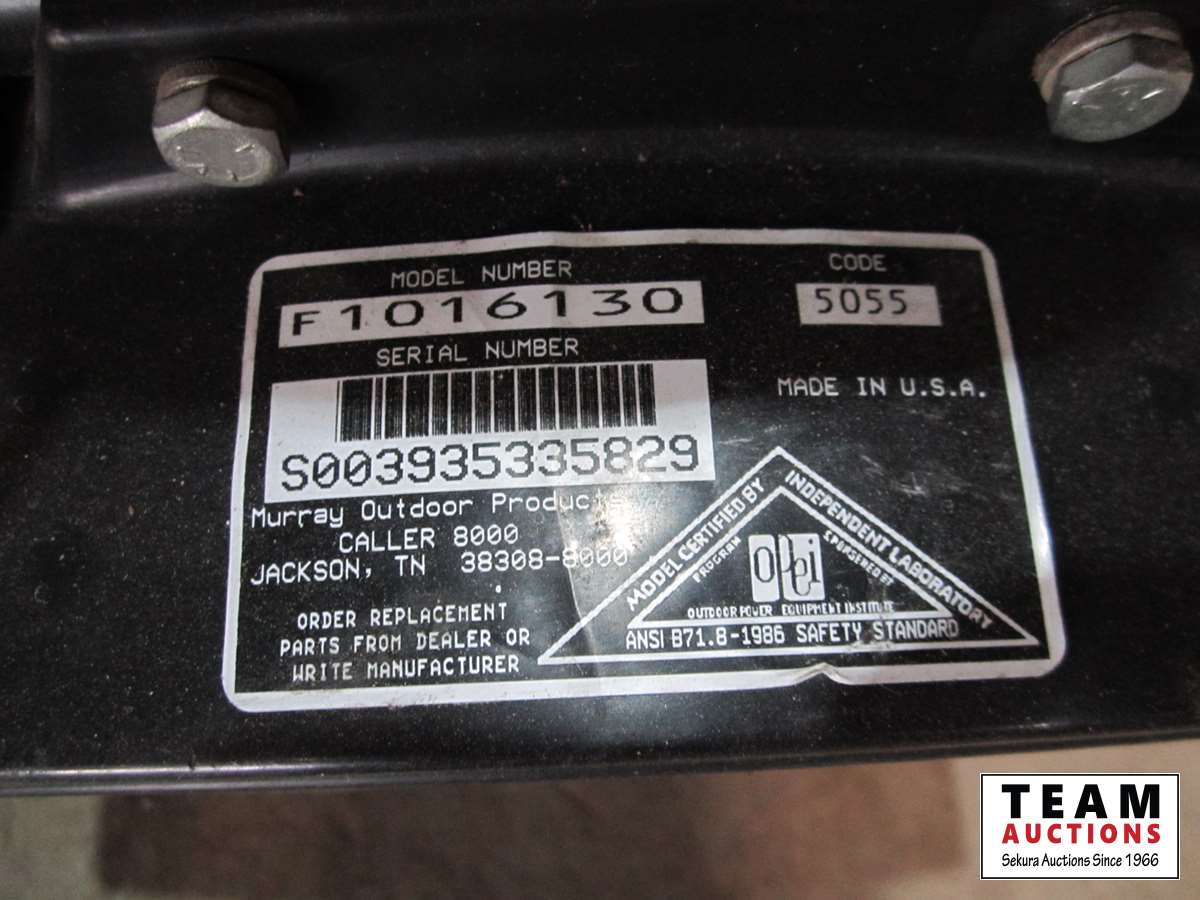 MODEL NUMBER
F1016130
CODE
5055
SERIAL NUMBER
S003935335829
MADE IN U.S.A.
Murray Outdoor Products
CALLER 8000
JACKSON, TN 38308-8000
ORDER REPLACEMENT
PARTS FROM DEALER OR
WRITE MANUFACTURER
MODEL CERTIFIED BY
INDEPENDENT LABORATORY
PROGRAM
OPEI
SPONSORED BY
OUTDOOR POWER EQUIPMENT INSTITUTE
ANSI B71.8-1986 SAFETY STANDARD
TEAM
AUCTIONS
Sekura Auctions Since 1966